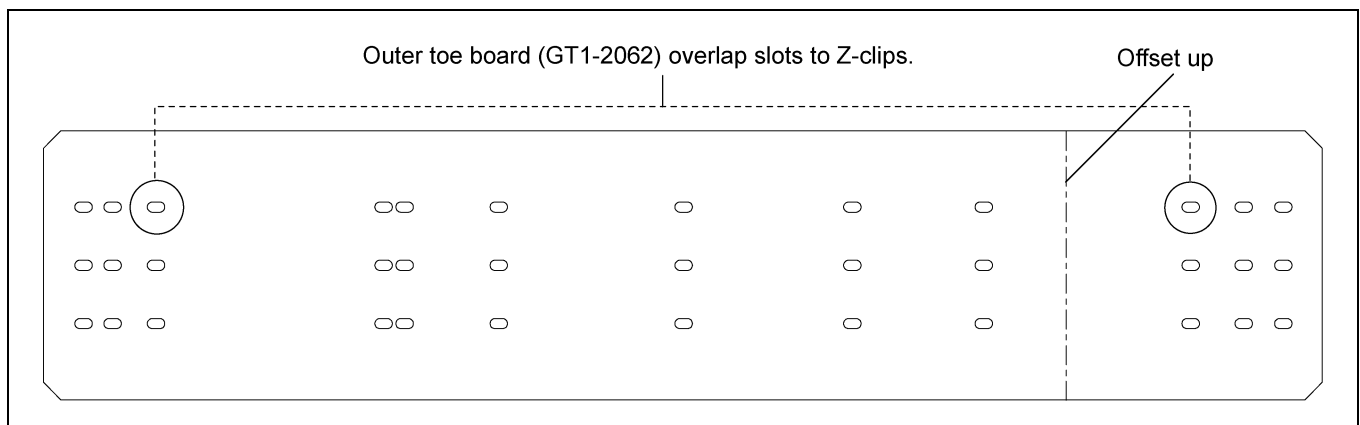 Outer toe board (GT1-2062) overlap slots to Z-clips.
Offset up